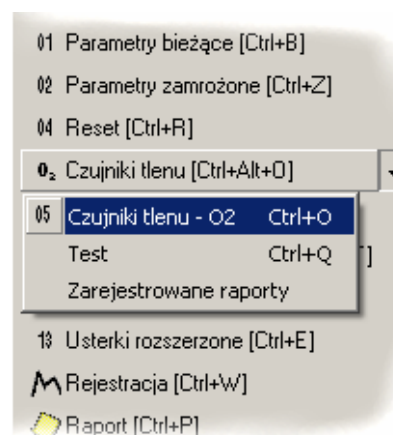 01 Parametry bieżące [Ctrl+B]
02 Parametry zamrożone [Ctrl+Z]
04 Reset [Ctrl+R]
O₂ Czujniki tlenu [Ctrl+Alt+O]
05 Czujniki tlenu - O2 Ctrl+O
Test Ctrl+Q
]
Zarejestrowane raporty
13 Usterki rozszerzone [Ctrl+E]
Rejestracja [Ctrl+W]
Raport [Ctrl+P]